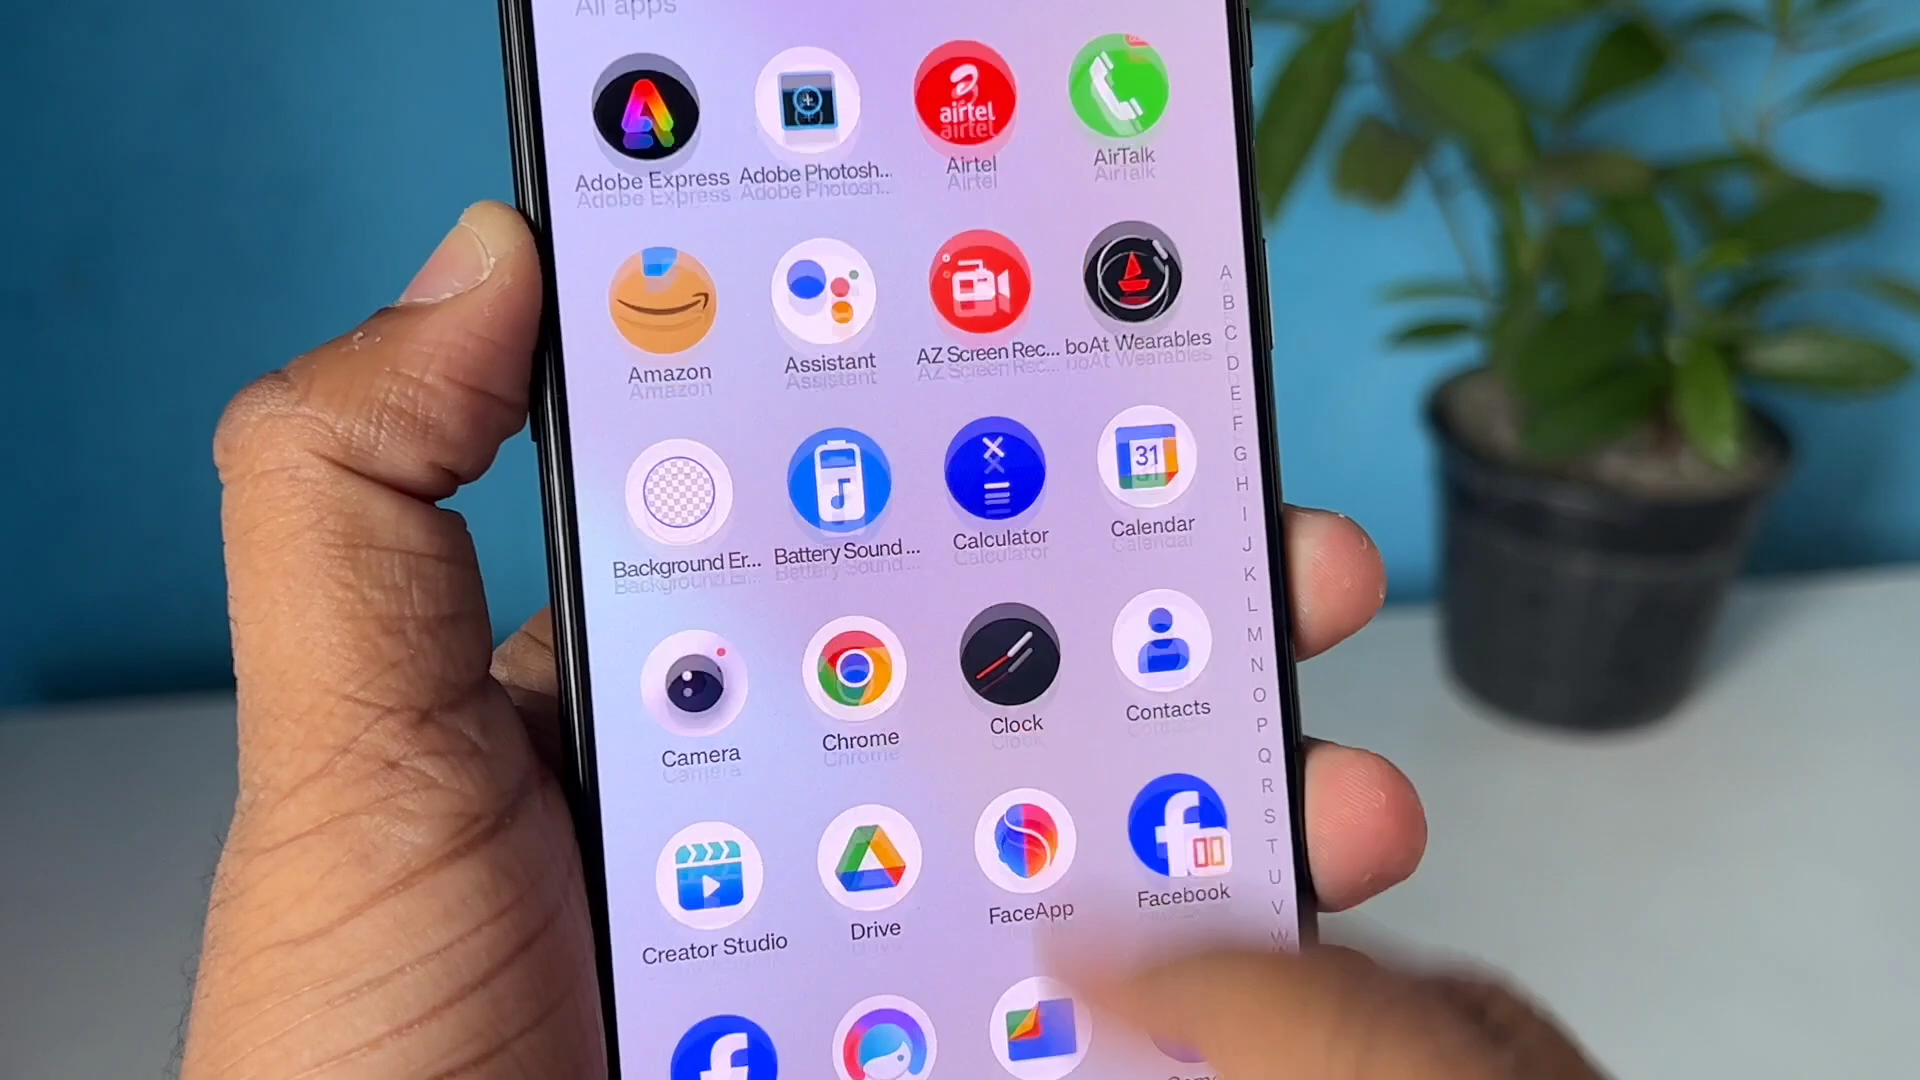 All apps
airtel
Adobe Express
Adobe Photosh...
Airtel
AirTalk
Amazon
Assistant
AZ Screen Rec...
boAt Wearables
31
Background Er...
Battery Sound ...
Calculator
Calendar
Camera
Chrome
Clock
Contacts
Creator Studio
Drive
FaceApp
Facebook
A
B
C
D
E
F
G
H
I
J
K
L
M
N
O
P
Q
R
S
T
U
V
W